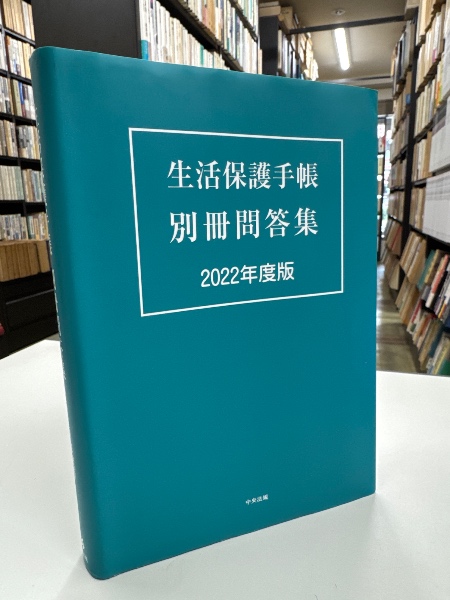 生活保護手帳
別冊問答集
2022年度版
中央法規